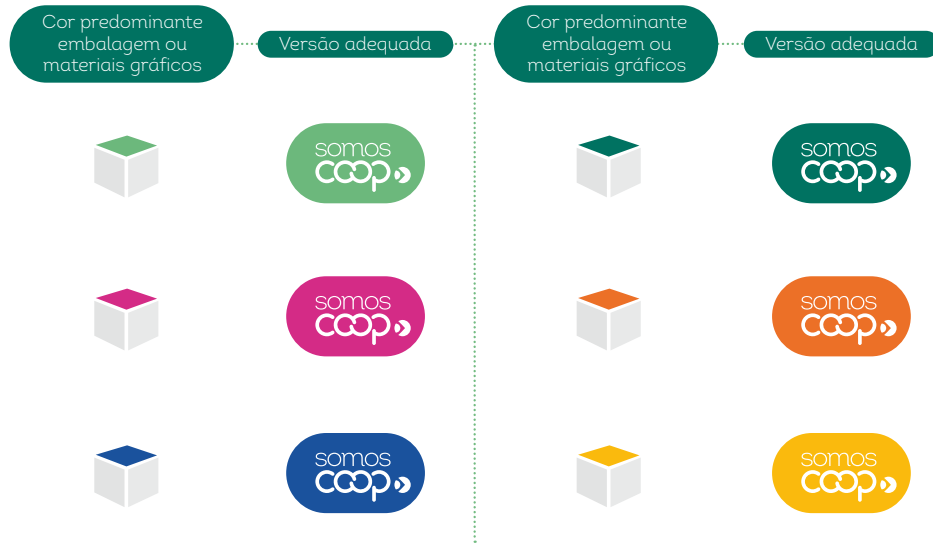 Cor predominante
embalagem ou
materiais gráficos
Versão adequada
Cor predominante
embalagem ou
materiais gráficos
Versão adequada
somos
coop
somos
coop
somos
coop
somos
coop
somos
coop
somos
coop